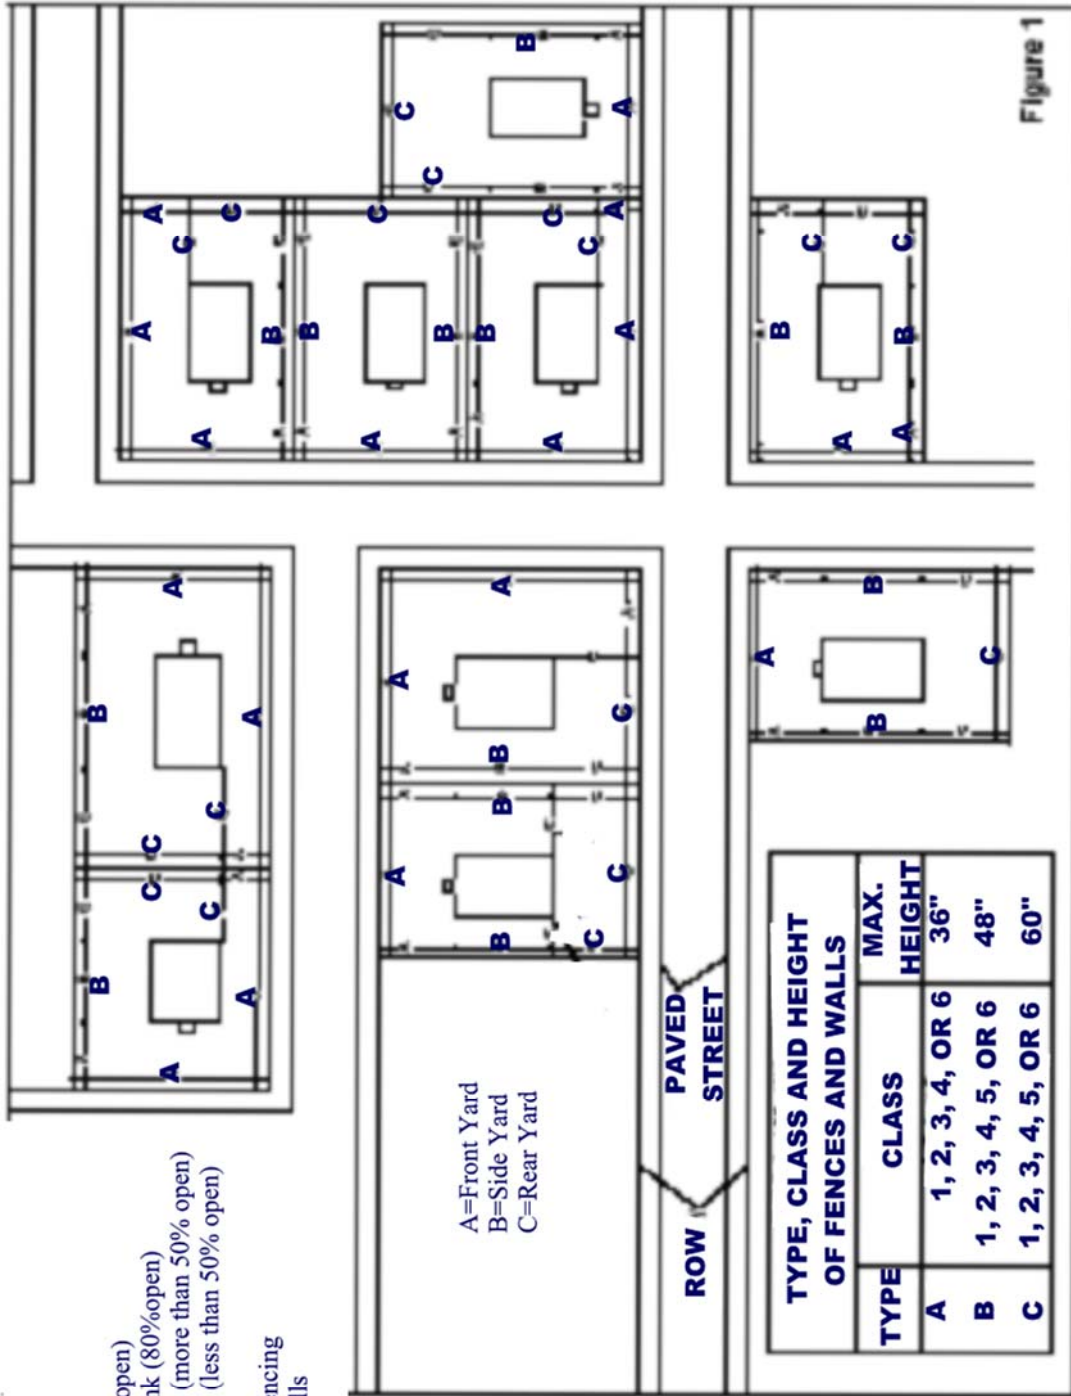 open)
nk (80%open)
(more than 50% open)
(less than 50% open)
ncing
lls
A=Front Yard
B=Side Yard
C=Rear Yard
B B
C C
A A
C C
A A
A A
C
A C
B
B
A C
B
B
A C
C
A A
A A
B B B A
C C C
C
C
B
A
PAVED
STREET
ROW
A
B B
C
B C
A
A B C
TYPE, CLASS AND HEIGHT
OF FENCES AND WALLS
TYPE CLASS MAX. HEIGHT
A 1, 2, 3, 4, OR 6 36"
B 1, 2, 3, 4, 5, OR 6 48"
C 1, 2, 3, 4, 5, OR 6 60"
Figure 1